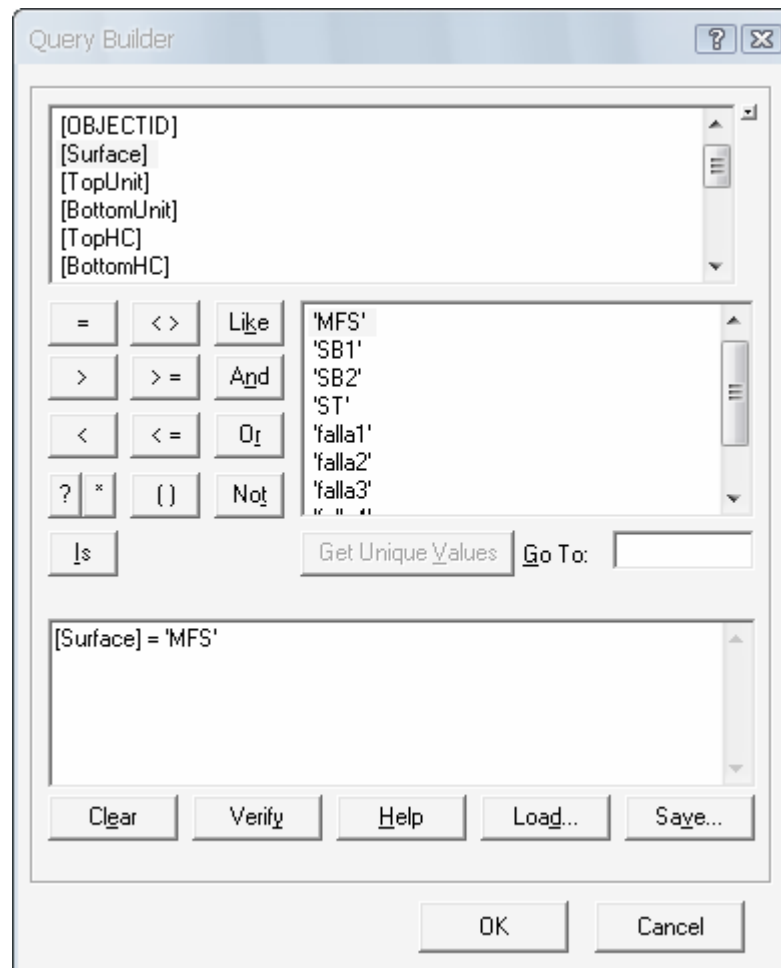 Query Builder
[OBJECTID]
[Surface]
[TopUnit]
[BottomUnit]
[TopHC]
[BottomHC]
= < > Like
> > = And
< < = Or
? * ( ) Not
Is
'MFS'
'SB1'
'SB2'
'ST'
'falla1'
'falla2'
'falla3'
Get Unique Values Go To:
[Surface] = 'MFS'
Clear Verify Help Load... Save...
OK Cancel